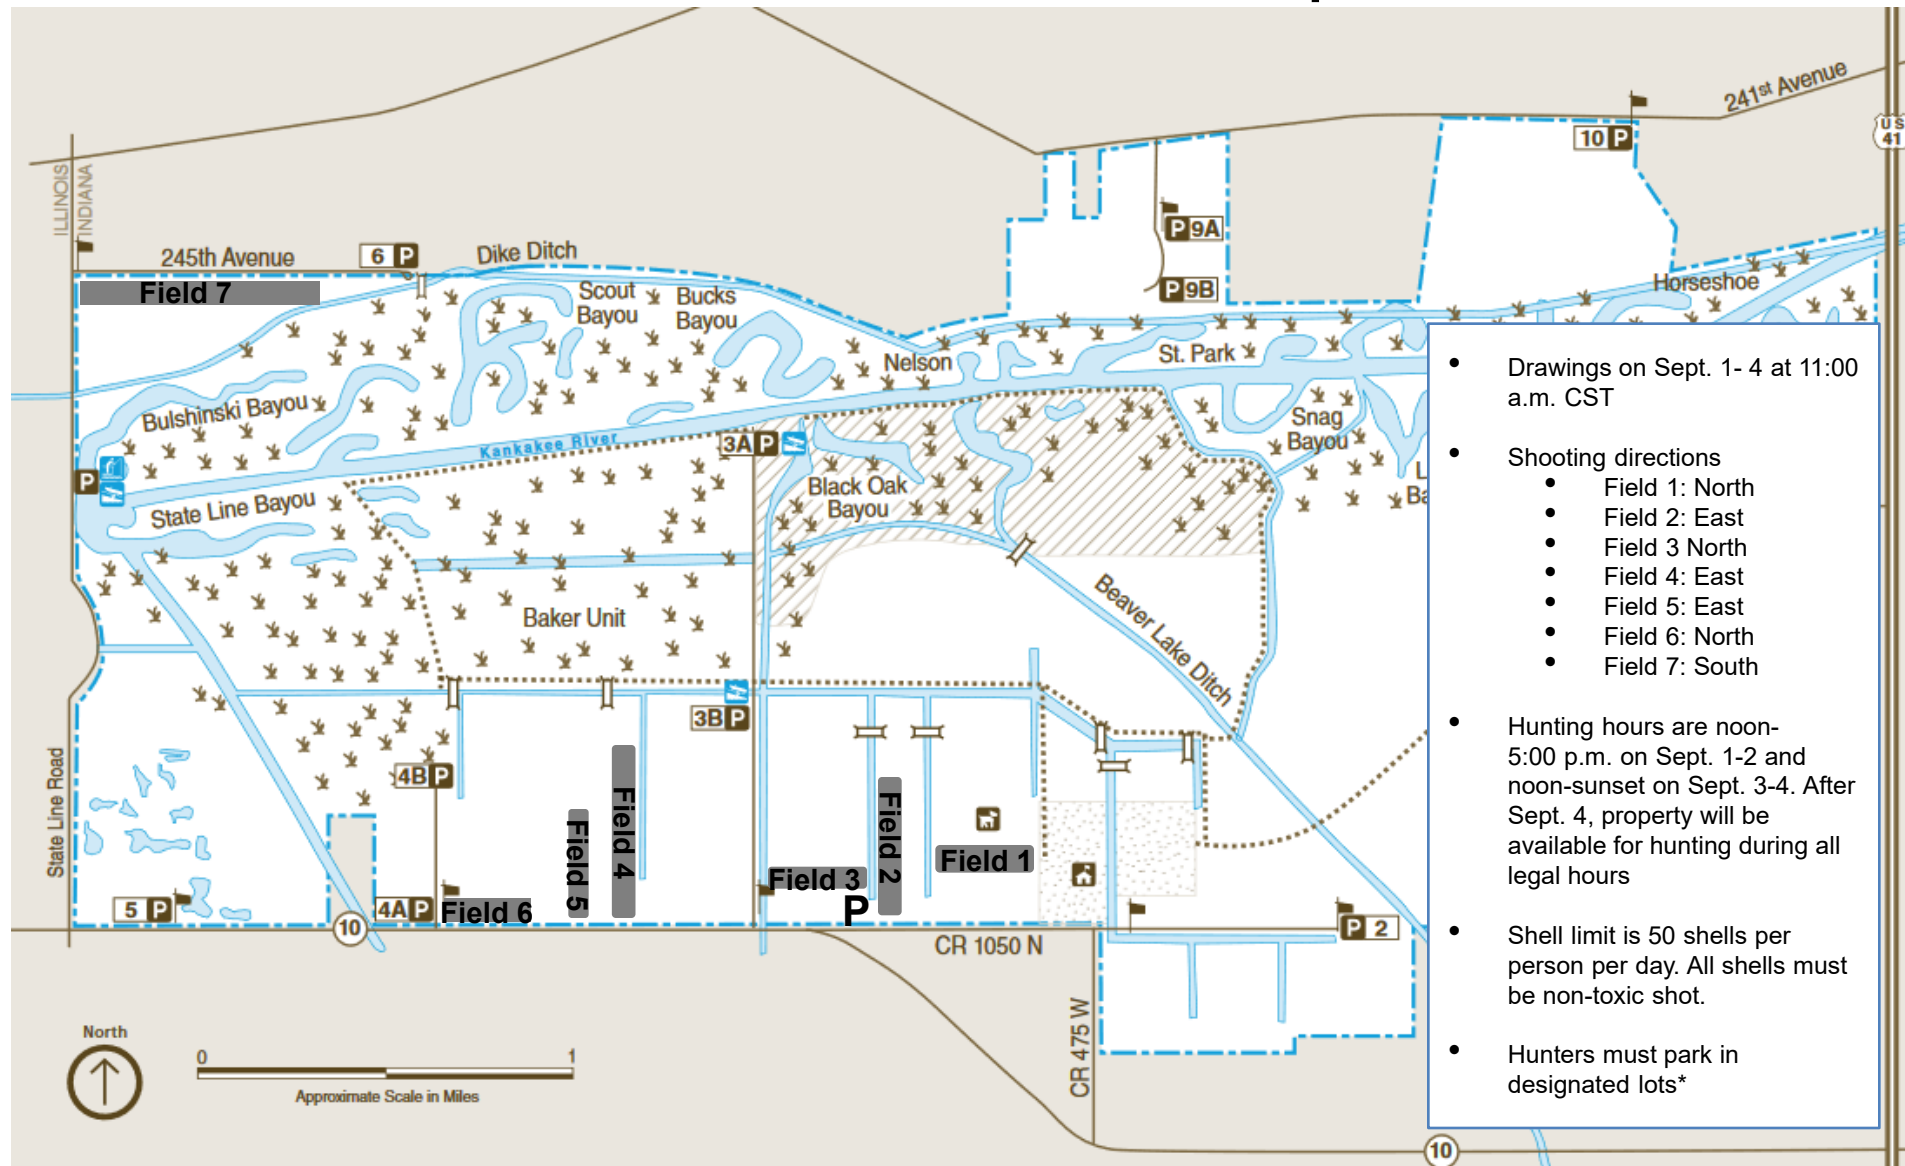 241st Avenue
U S
41
10 P
ILLINOIS
INDIANA
P 9A
245th Avenue
6 P
Dike Ditch
P 9B
Field 7
Scout
Bayou
Bucks
Bayou
Horseshoe
Nelson
St. Park
Bulshinski Bayou
Snag
Bayou
Kankakee River
3A P
P
State Line Bayou
Black Oak
Bayou
L
Ba
Baker Unit
Beaver Lake Ditch
3B P
4B P
State Line Road
Field 5
Field 4
Field 3
Field 2
Field 1
5 P
4A P
Field 6
P
P 2
10
CR 1050 N
CR 475 W
North
0 1
Approximate Scale in Miles
10
• Drawings on Sept. 1- 4 at 11:00
a.m. CST
• Shooting directions
• Field 1: North
• Field 2: East
• Field 3 North
• Field 4: East
• Field 5: East
• Field 6: North
• Field 7: South
• Hunting hours are noon-
5:00 p.m. on Sept. 1-2 and
noon-sunset on Sept. 3-4. After
Sept. 4, property will be
available for hunting during all
legal hours
• Shell limit is 50 shells per
person per day. All shells must
be non-toxic shot.
• Hunters must park in
designated lots*